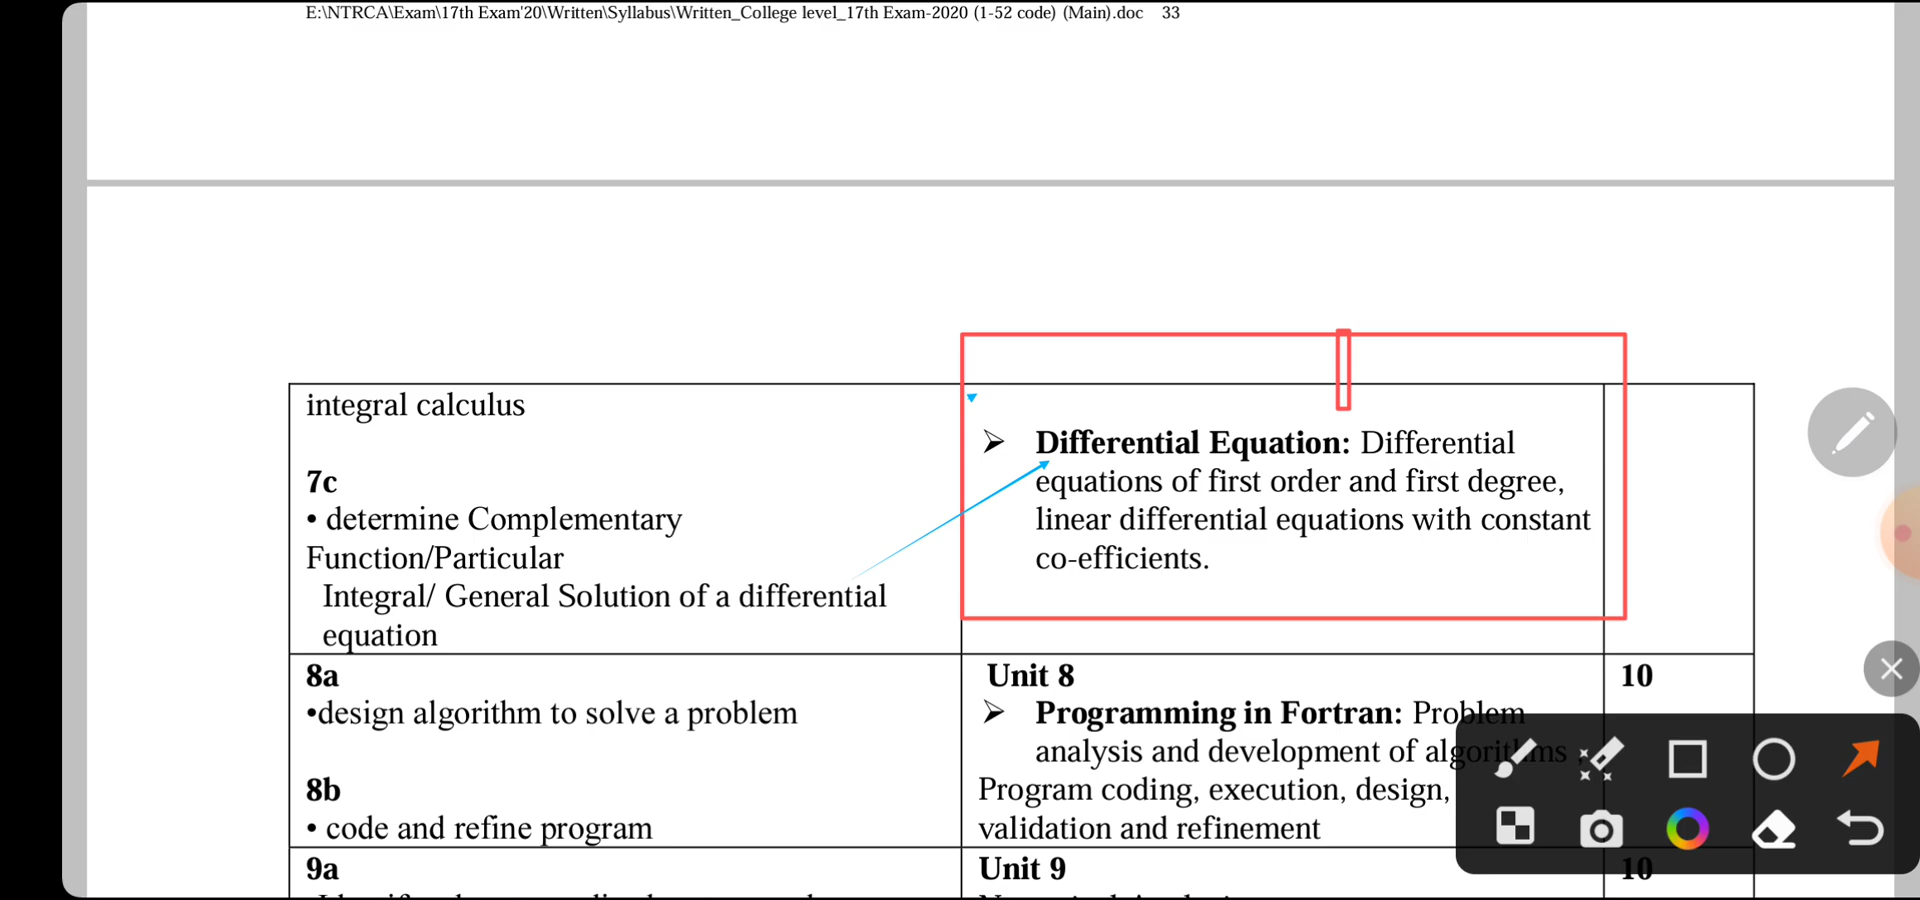 E:\NTRCA\Exam\17th Exam'20\Written\Syllabus\Written_College level_17th Exam-2020 (1-52 code) (Main).doc 33
integral calculus
7c
• determine Complementary
Function/Particular
Integral/ General Solution of a differential
equation
➢ Differential Equation: Differential
equations of first order and first degree,
linear differential equations with constant
co-efficients.
8a
•design algorithm to solve a problem
8b
• code and refine program
Unit 8
➢ Programming in Fortran: Problem
analysis and development of algorithms
Program coding, execution, design,
validation and refinement
10
9a
Unit 9
10